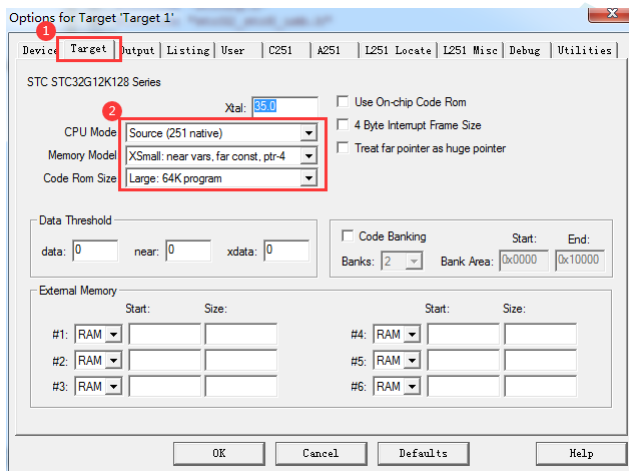 Options for Target 'Target 1'
1
Device Target Output Listing User C251 A251 L251 Locate L251 Misc Debug Utilities
STC STC32G12K128 Series
2
Xtal: 35.0
Use On-chip Code Rom
CPU Mode Source (251 native)
4 Byte Interrupt Frame Size
Memory Model XSmall: near vars, far const, ptr-4
Treat far pointer as huge pointer
Code Rom Size Large: 64K program
Data Threshold
data: 0 near: 0 xdata: 0
Code Banking Start: End:
Banks: 2 Bank Area: 0x0000 0x10000
External Memory
Start: Size: Start: Size:
#1: RAM #4: RAM
#2: RAM #5: RAM
#3: RAM #6: RAM
OK Cancel Defaults Help